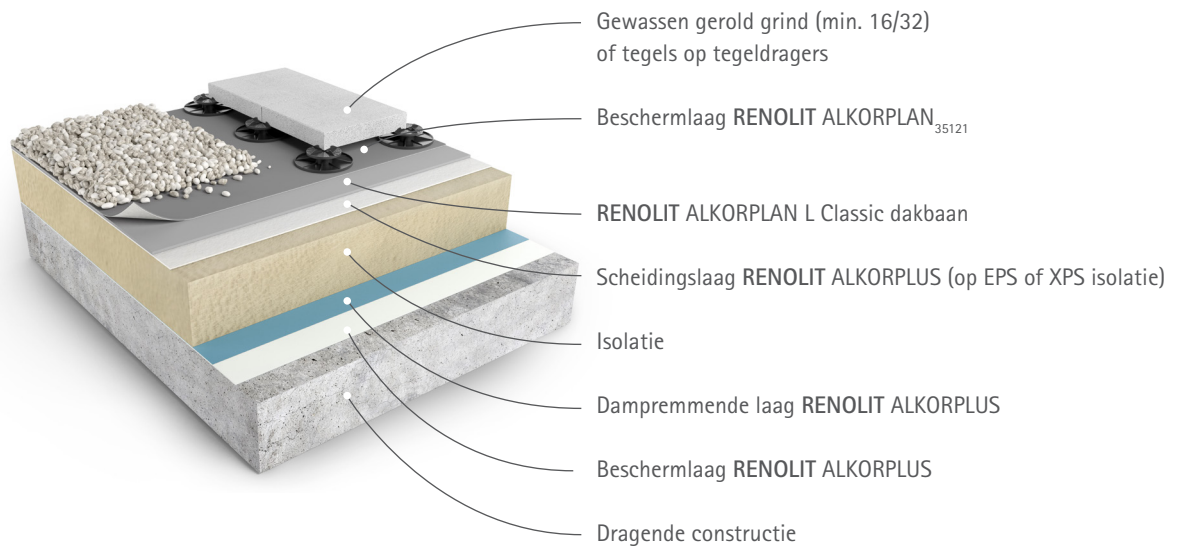 Gewassen gerold grind (min. 16/32)
of tegels op tegeldragers
Beschermlaag RENOLIT ALKORPLAN35121
RENOLIT ALKORPLAN L Classic dakbaan
Scheidingslaag RENOLIT ALKORPLUS (op EPS of XPS isolatie)
Isolatie
Dampremmende laag RENOLIT ALKORPLUS
Beschermlaag RENOLIT ALKORPLUS
Dragende constructie